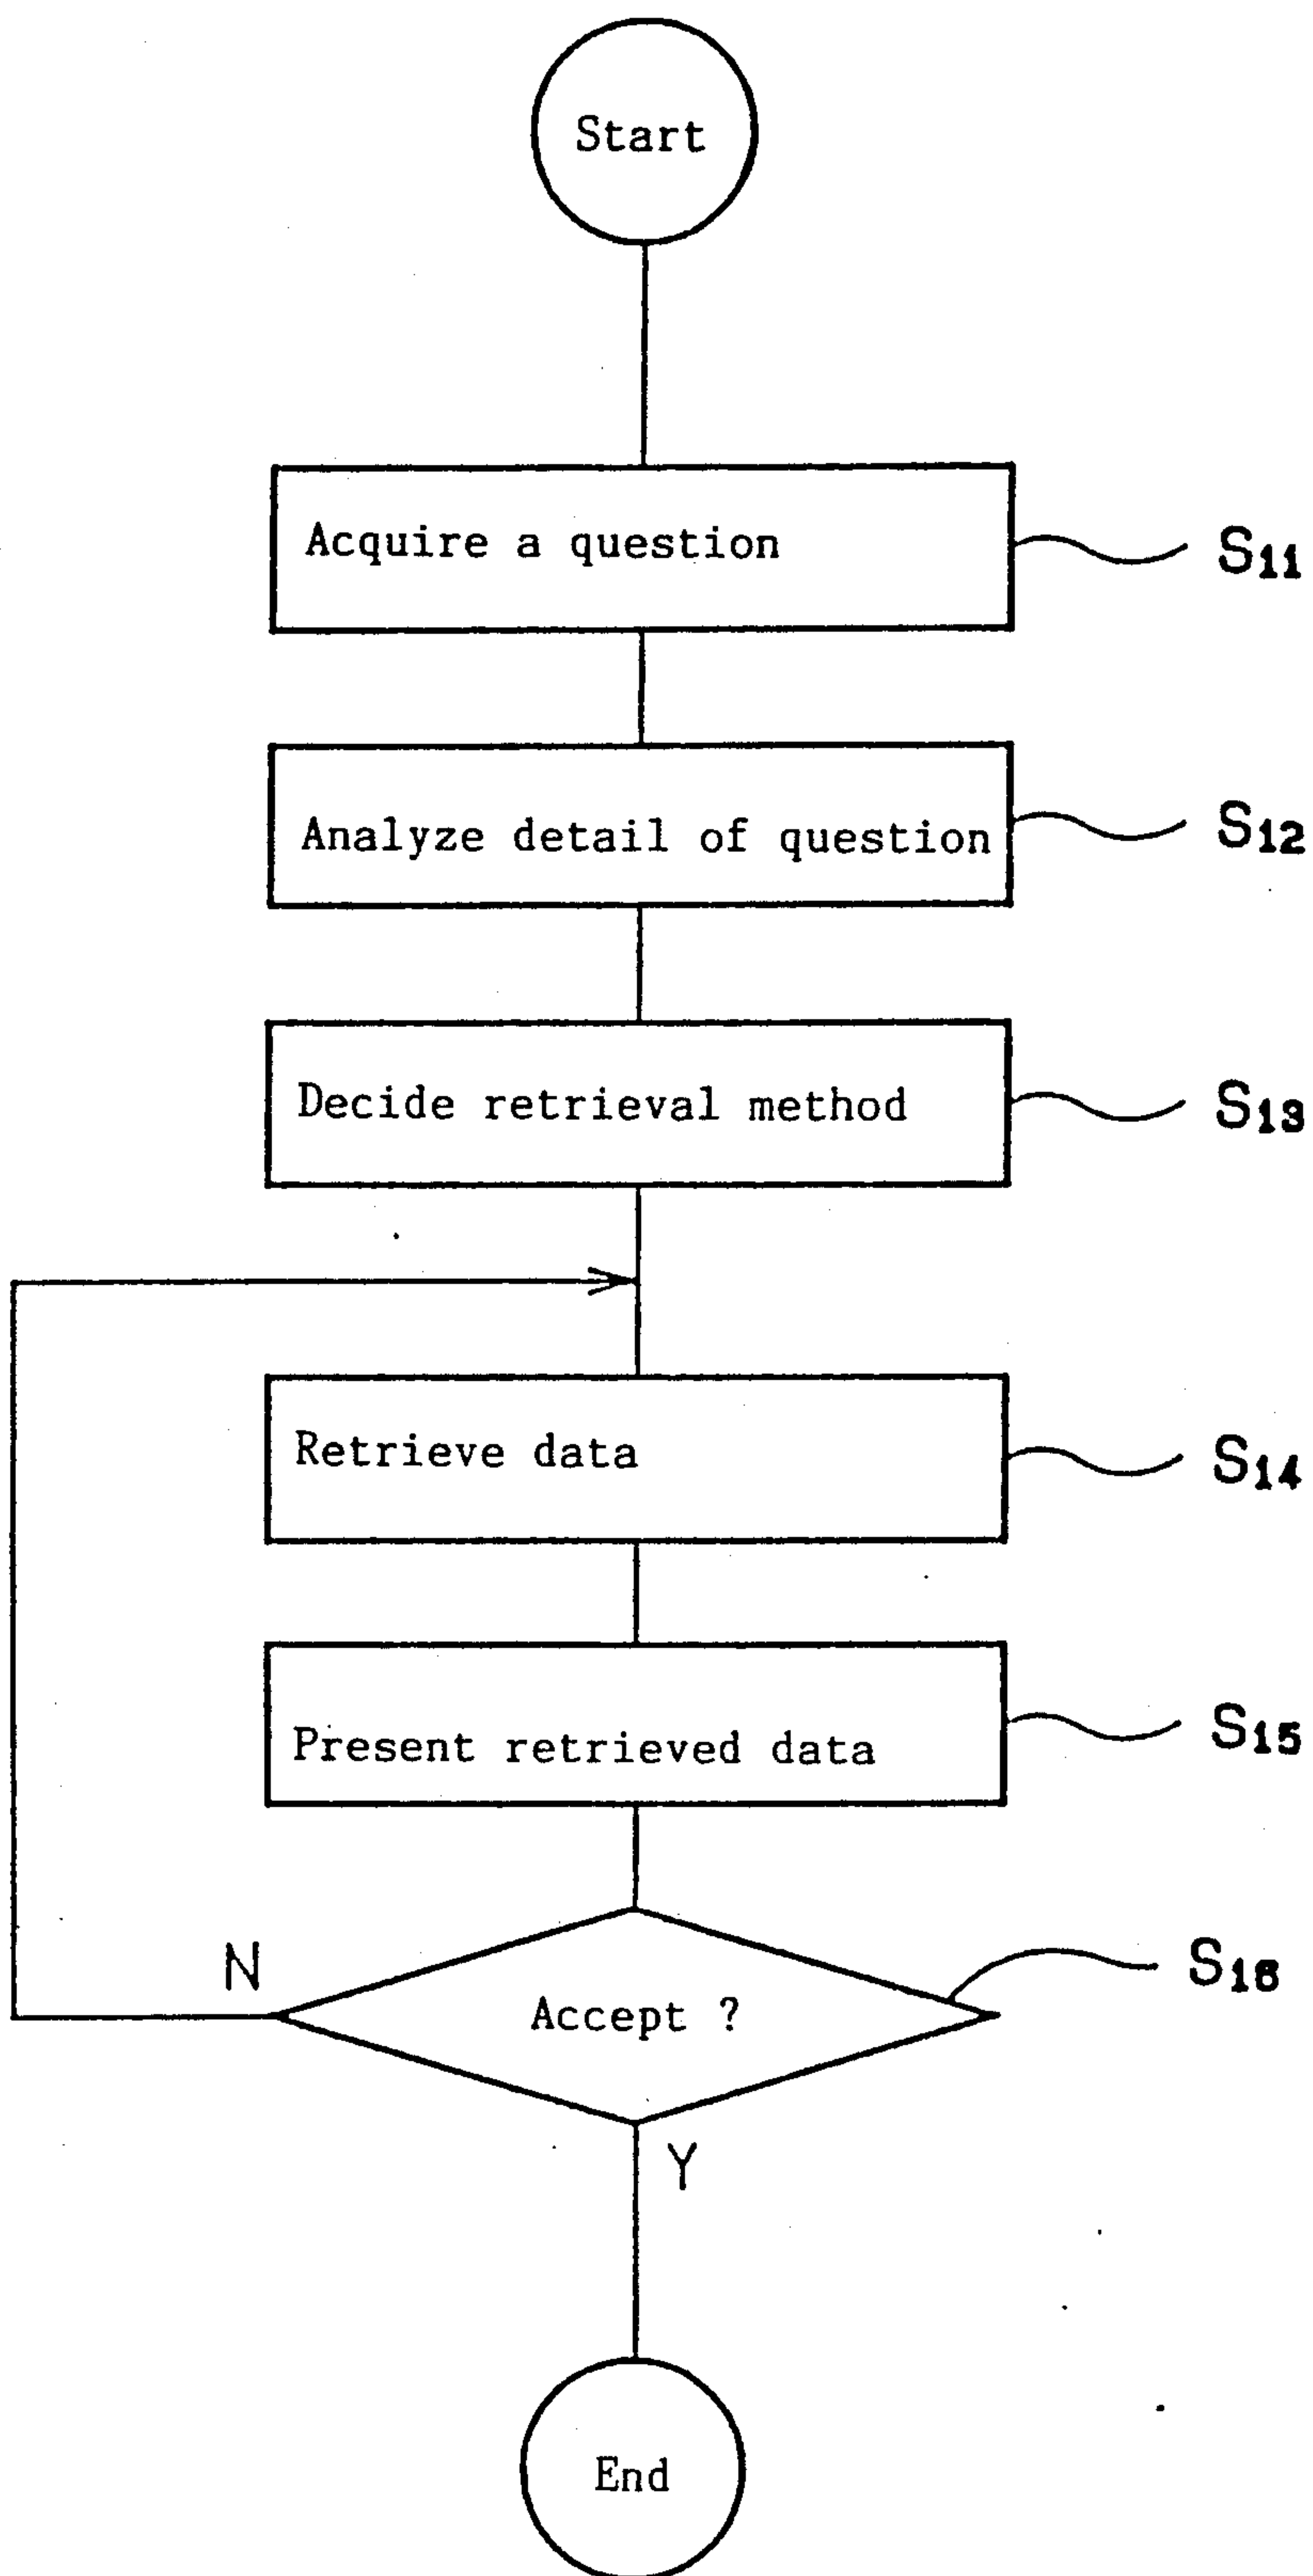 Start
Acquire a question S11
Analyze detail of question S12
Decide retrieval method S13
Retrieve data S14
Present retrieved data S15
N
Accept ? S16
Y
End